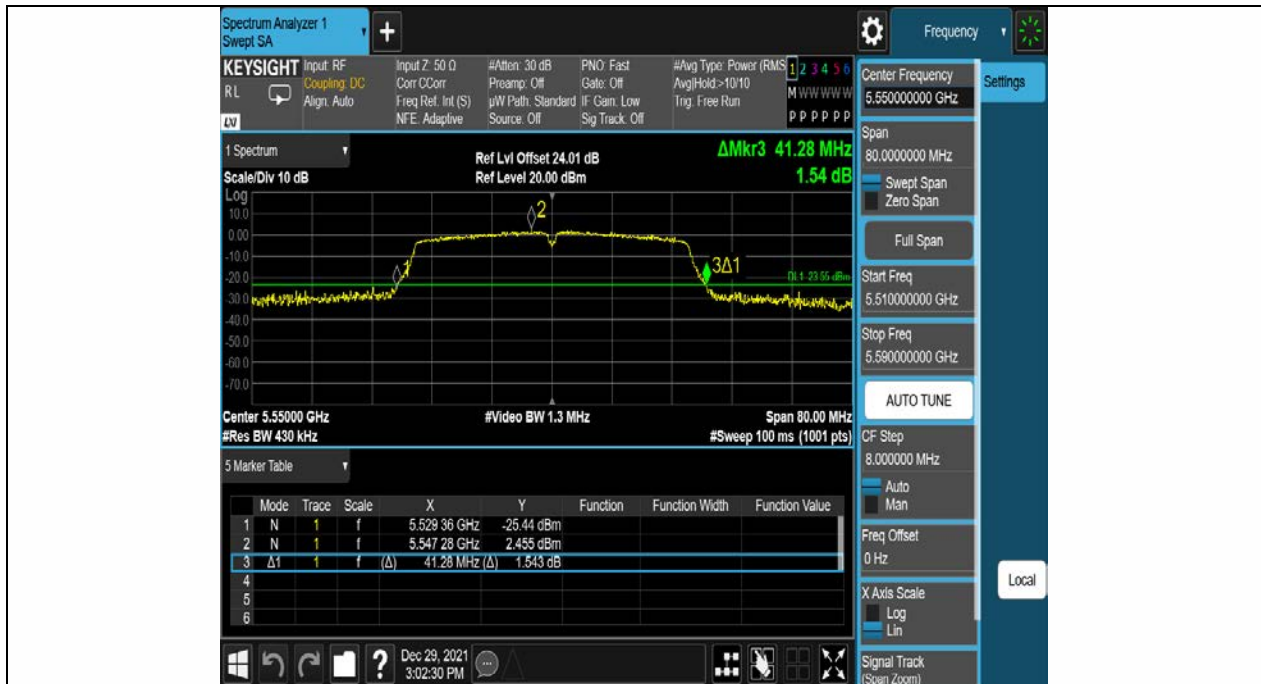 Spectrum Analyzer 1
Swept SA
+
Frequency
KEYSIGHT
RL
LXI
Input: RF
Coupling: DC
Align: Auto
Input Z: 50 Ω
Corr CCorr
Freq Ref: Int (S)
NFE: Adaptive
#Atten: 30 dB
Preamp: Off
µW Path: Standard
Source: Off
PNO: Fast
Gate: Off
IF Gain: Low
Sig Track: Off
#Avg Type: Power (RMS
Avg|Hold:>10/10
Trig: Free Run
1 2 3 4 5 6
M W W W W W
P P P P P P
1 Spectrum
Scale/Div 10 dB
Ref Lvl Offset 24.01 dB
Ref Level 20.00 dBm
ΔMkr3 41.28 MHz
1.54 dB
Log
10.0
0.00
-10.0
-20.0
-30.0
-40.0
-50.0
-60.0
-70.0
2
1
3Δ1
DL1 -23.55 dBm
Center 5.55000 GHz
#Video BW 1.3 MHz
Span 80.00 MHz
#Res BW 430 kHz
#Sweep 100 ms (1001 pts)
5 Marker Table
Mode Trace Scale X Y Function Function Width Function Value
1 N 1 f 5.529 36 GHz -25.44 dBm
2 N 1 f 5.547 28 GHz 2.455 dBm
3 Δ1 1 f (Δ) 41.28 MHz (Δ) 1.543 dB
4
5
6
?
Dec 29, 2021
3:02:30 PM
Center Frequency
5.550000000 GHz
Settings
Span
80.0000000 MHz
Swept Span
Zero Span
Full Span
Start Freq
5.510000000 GHz
Stop Freq
5.590000000 GHz
AUTO TUNE
CF Step
8.000000 MHz
Auto
Man
Freq Offset
0 Hz
X Axis Scale
Log
Lin
Local
Signal Track
(Span Zoom)